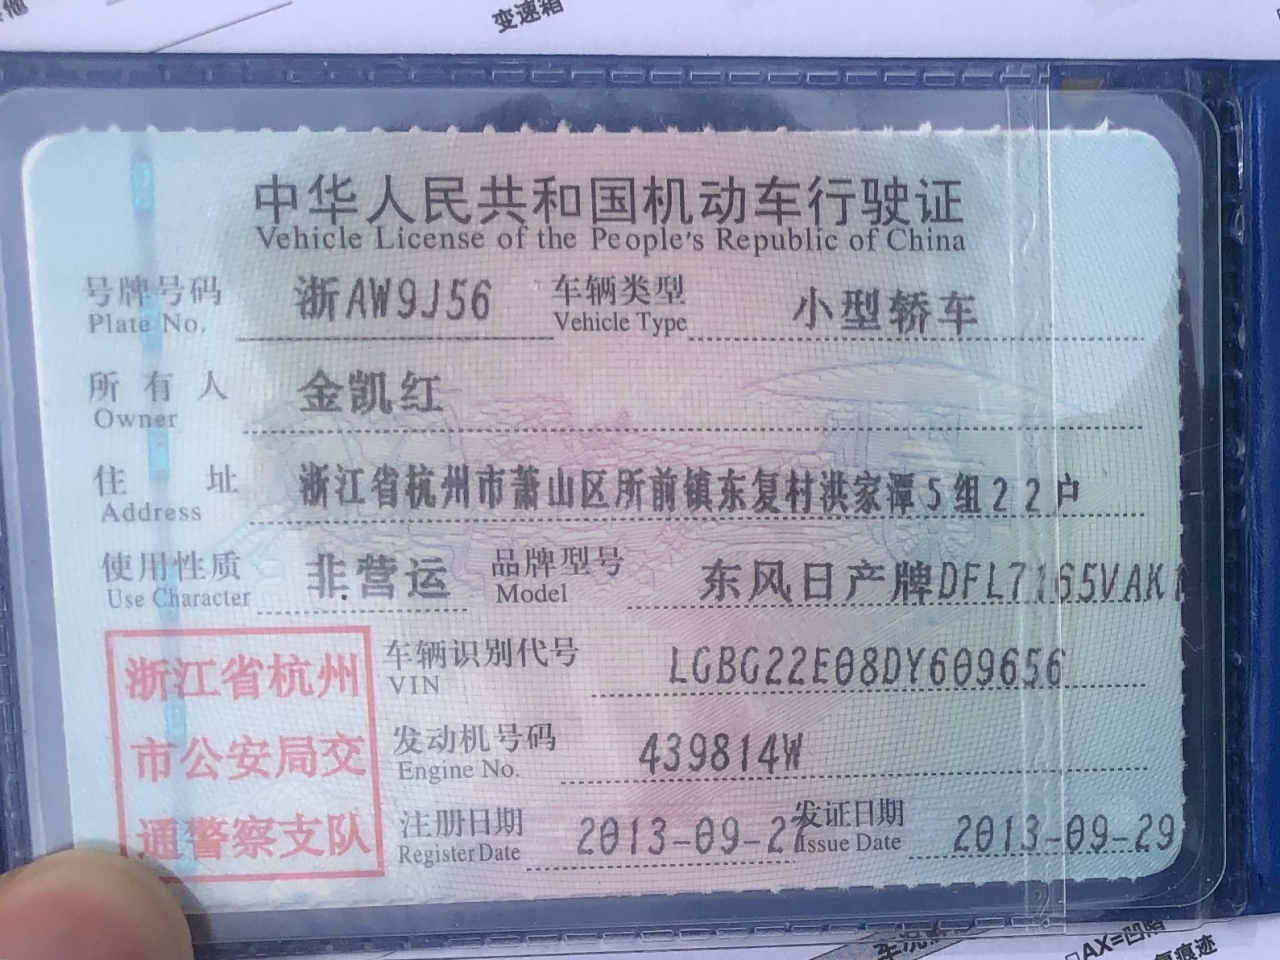 变速箱
中华人民共和国机动车行驶证
Vehicle License of the People's Republic of China
号牌号码 浙AW9J56 车辆类型 小型轿车
Plate No. Vehicle Type
所有人 金凯红
Owner
住址 浙江省杭州市萧山区所前镇东复村洪家潭5组22户
Address
使用性质 非营运 品牌型号 东风日产牌DFL7165VAK
Use Character Model
浙江省杭州
市公安局交
通警察支队
车辆识别代号 LGBG22E08DY609656
VIN
发动机号码 439814W
Engine No.
注册日期 2013-09-27 发证日期 2013-09-29
Register Date Issue Date
车况
□AX=凹陷
痕迹